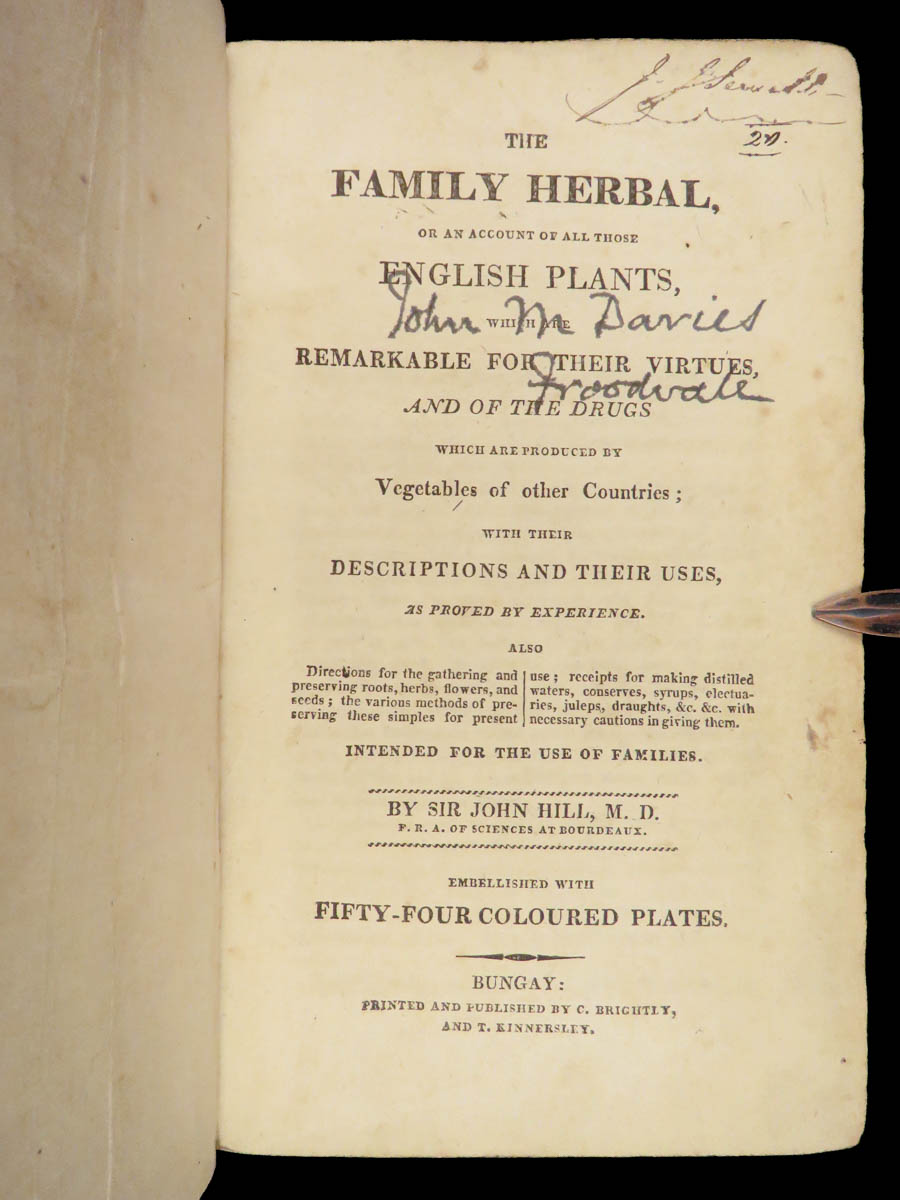 J. J. Sewell
20.
THE
FAMILY HERBAL,
OR AN ACCOUNT OF ALL THOSE
ENGLISH PLANTS,
WHICH ARE
John M Davies
REMARKABLE FOR THEIR VIRTUES,
Froodvale
AND OF THE DRUGS
WHICH ARE PRODUCED BY
Vegetables of other Countries;
WITH THEIR
DESCRIPTIONS AND THEIR USES,
AS PROVED BY EXPERIENCE.
ALSO
Directions for the gathering and
preserving roots, herbs, flowers, and
seeds; the various methods of pre-
serving these simples for present
use; receipts for making distilled
waters, conserves, syrups, electua-
ries, juleps, draughts, &c. &c. with
necessary cautions in giving them.
INTENDED FOR THE USE OF FAMILIES.
BY SIR JOHN HILL, M. D.
F. R. A. OF SCIENCES AT BOURDEAUX.
EMBELLISHED WITH
FIFTY-FOUR COLOURED PLATES.
BUNGAY:
PRINTED AND PUBLISHED BY C. BRIGHTLY,
AND T. KINNERSLEY.